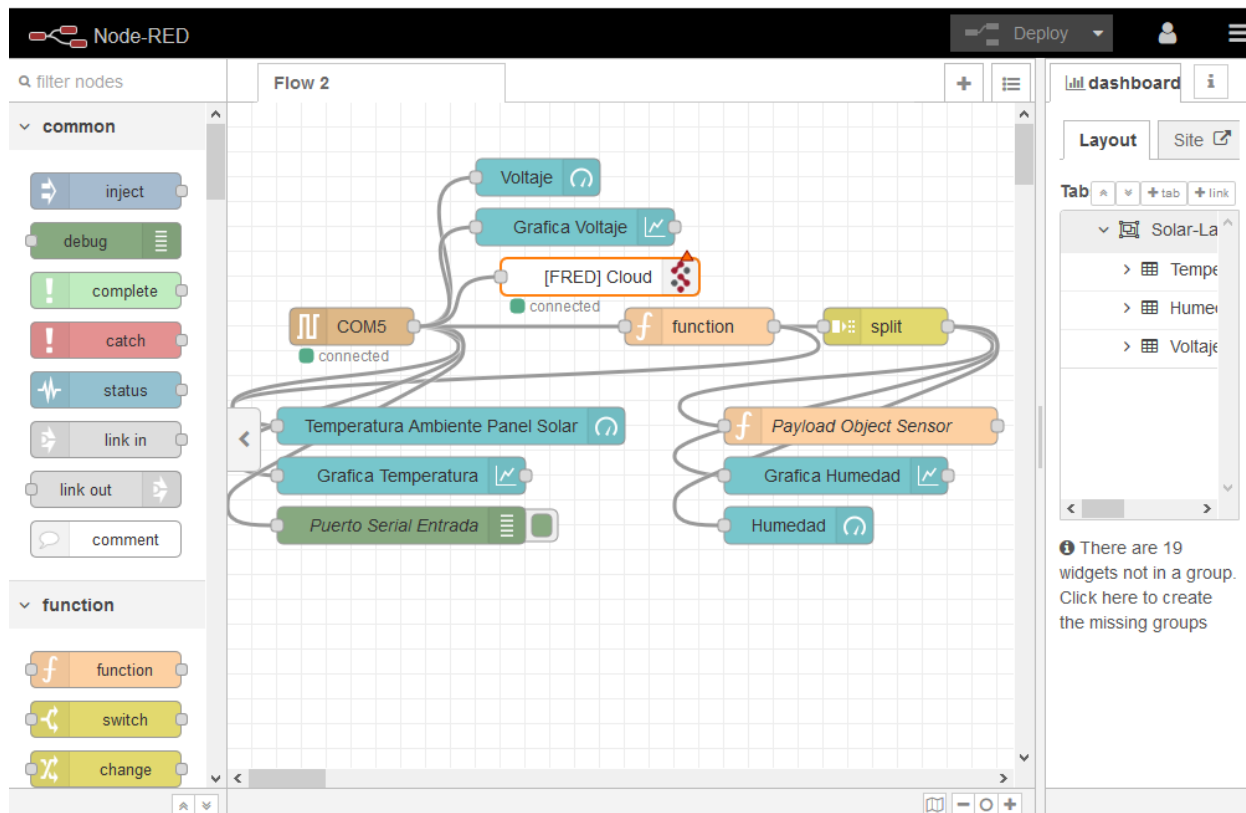 Node-RED
Deploy
filter nodes
Flow 2
dashboard
i
common
Layout
Site
Tab
tab
link
inject
debug
complete
catch
status
link in
link out
comment
function
function
switch
change
Voltaje
Grafica Voltaje
[FRED] Cloud
connected
COM5
connected
function
split
Temperatura Ambiente Panel Solar
Payload Object Sensor
Grafica Temperatura
Grafica Humedad
Puerto Serial Entrada
Humedad
Solar-La
Tempe
Humed
Voltaje
There are 19
widgets not in a group.
Click here to create
the missing groups